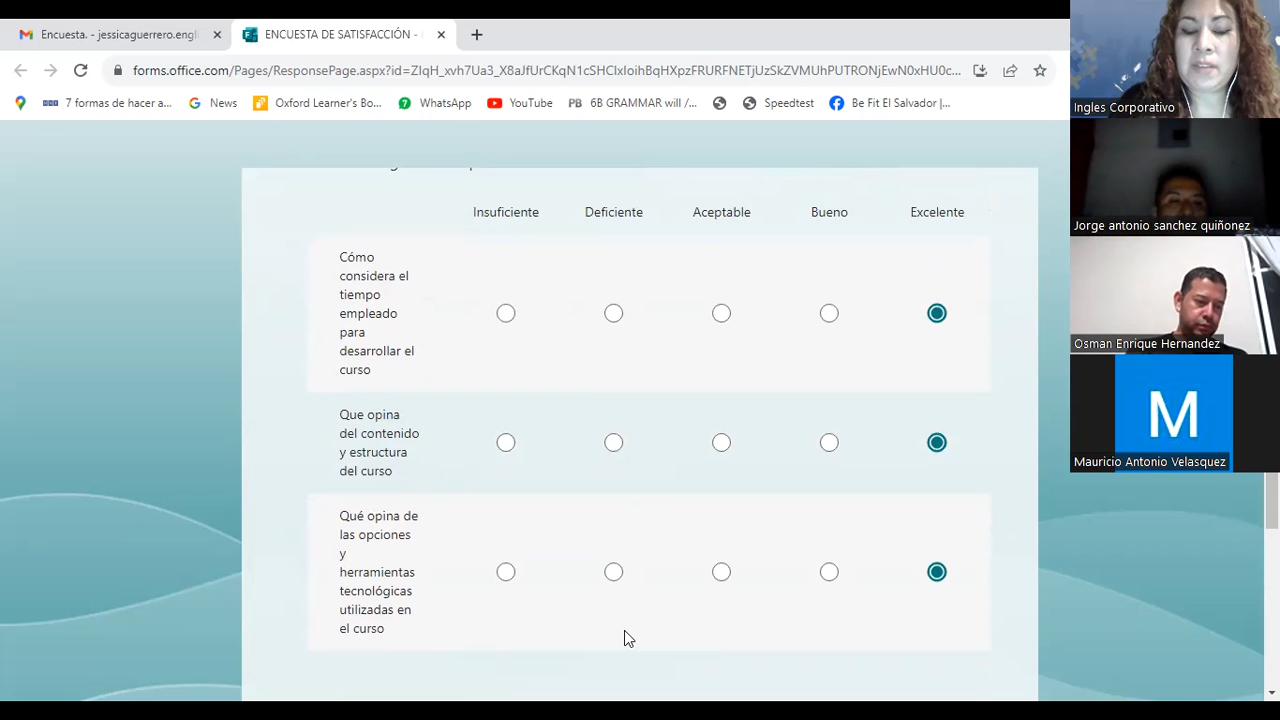 Encuesta. - jessicaguerrero.engl
ENCUESTA DE SATISFACCIÓN -
forms.office.com/Pages/ResponsePage.aspx?id=ZIqH_xvh7Ua3_X8aJfUrCKqN1cSHCIxIoihBqHXpzFRURFNETjUzSkZVMUhPUTRONjEwN0xHU0c...
7 formas de hacer a...
News
Oxford Learner's Bo...
WhatsApp
YouTube
PB 6B GRAMMAR will /...
Speedtest
Be Fit El Salvador |...
Insuficiente Deficiente Aceptable Bueno Excelente
Cómo
considera el
tiempo
empleado
para
desarrollar el
curso
Que opina
del contenido
y estructura
del curso
Qué opina de
las opciones
y
herramientas
tecnológicas
utilizadas en
el curso
Ingles Corporativo
Jorge antonio sanchez quiñonez
Osman Enrique Hernandez
M
Mauricio Antonio Velasquez